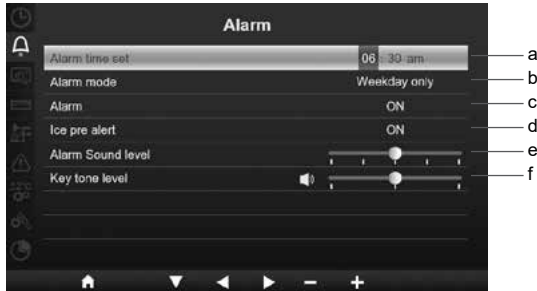 Alarm
Alarm time set 06 : 30 am a
Alarm mode Weekday only b
Alarm ON c
Ice pre alert ON d
Alarm Sound level e
Key tone level f